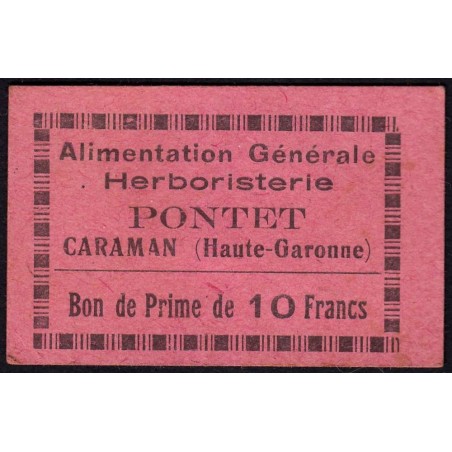 Alimentation Générale
Herboristerie
PONTET
CARAMAN (Haute-Garonne)
Bon de Prime de 10 Francs